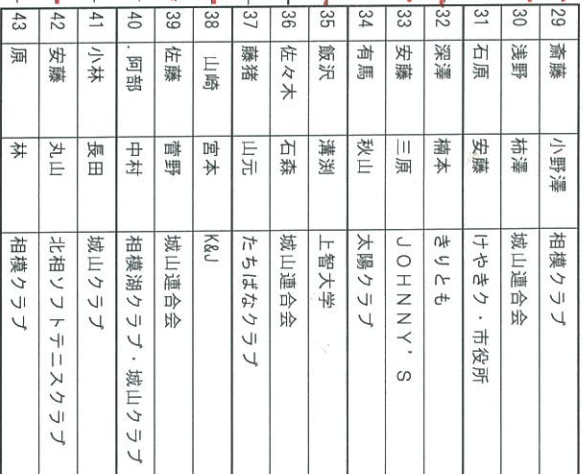 29 斎藤 小野澤 相模クラブ
30 浅野 柿澤 城山連合会
31 石原 安藤 けやきク・市役所
32 深澤 楠本 きりとも
33 安藤 三原 JOHNNY'S
34 有馬 秋山 太陽クラブ
35 飯沢 溝渕 上智大学
36 佐々木 石森 城山連合会
37 藤猪 山元 たちばなクラブ
38 山崎 宮本 K&J
39 佐藤 菅野 城山連合会
40 阿部 中村 相模湖クラブ・城山クラブ
41 小林 長田 城山クラブ
42 安藤 丸山 北相ソフトテニスクラブ
43 原 林 相模クラブ